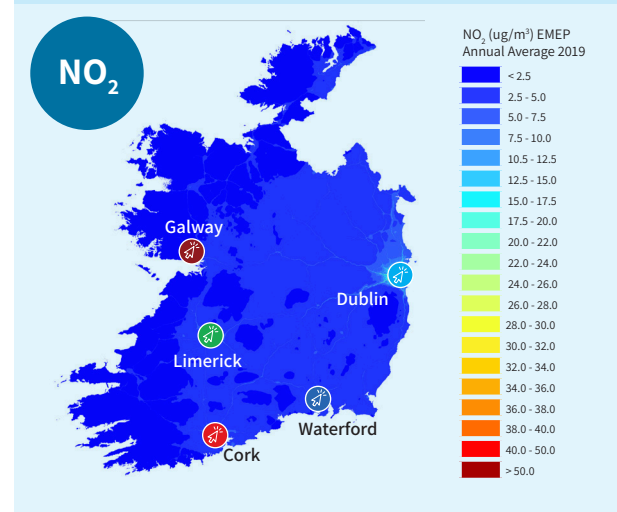 NO₂
NO₂ (ug/m³) EMEP
Annual Average 2019
< 2.5
2.5 - 5.0
5.0 - 7.5
7.5 - 10.0
10.5 - 12.5
12.5 - 15.0
15.0 - 17.5
17.5 - 20.0
20.0 - 22.0
22.0 - 24.0
24.0 - 26.0
26.0 - 28.0
28.0 - 30.0
30.0 - 32.0
32.0 - 34.0
34.0 - 36.0
36.0 - 38.0
38.0 - 40.0
40.0 - 50.0
> 50.0
Galway
Dublin
Limerick
Waterford
Cork